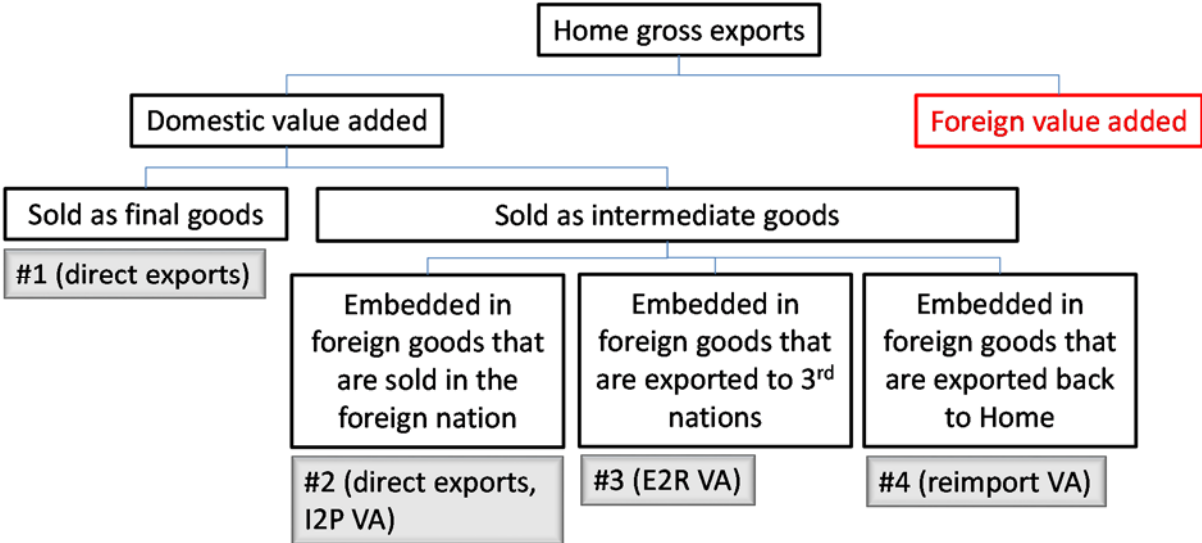 Home gross exports
Domestic value added
Foreign value added
Sold as final goods
Sold as intermediate goods
#1 (direct exports)
Embedded in
foreign goods that
are sold in the
foreign nation
Embedded in
foreign goods that
are exported to 3rd
nations
Embedded in
foreign goods that
are exported back
to Home
#2 (direct exports,
I2P VA)
#3 (E2R VA)
#4 (reimport VA)